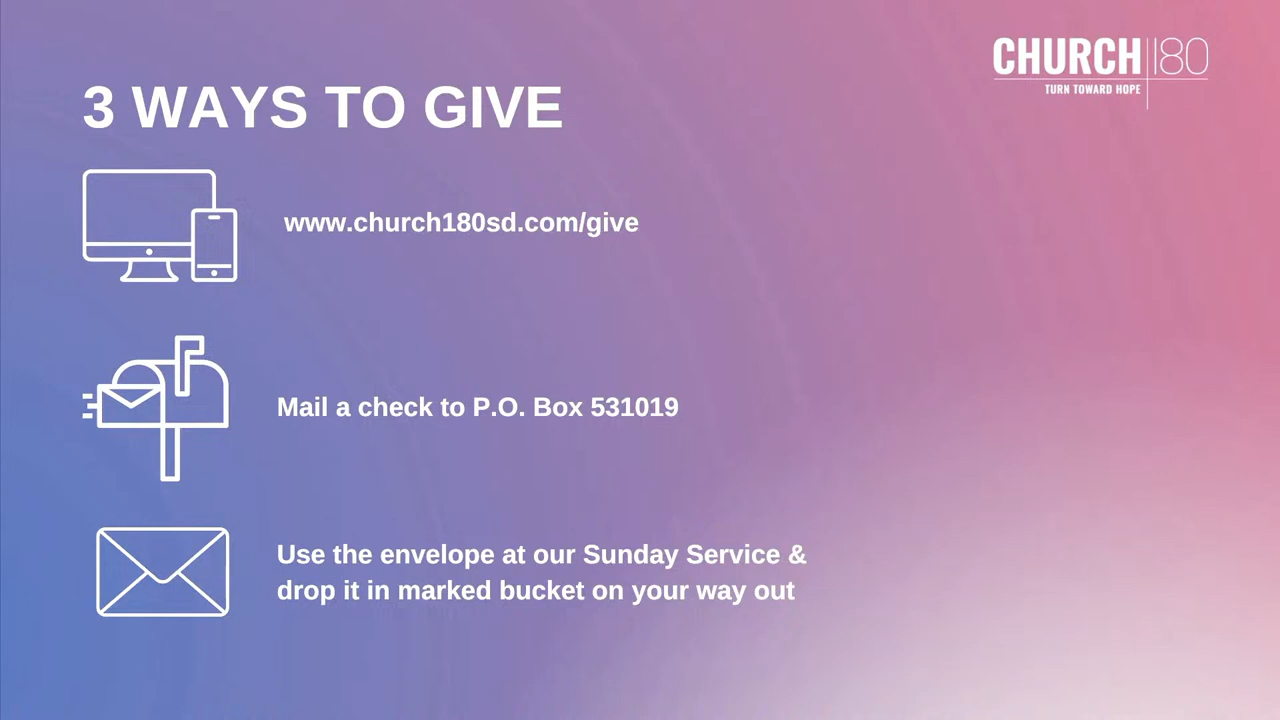 CHURCH 180
TURN TOWARD HOPE
3 WAYS TO GIVE
www.church180sd.com/give
Mail a check to P.O. Box 531019
Use the envelope at our Sunday Service &
drop it in marked bucket on your way out